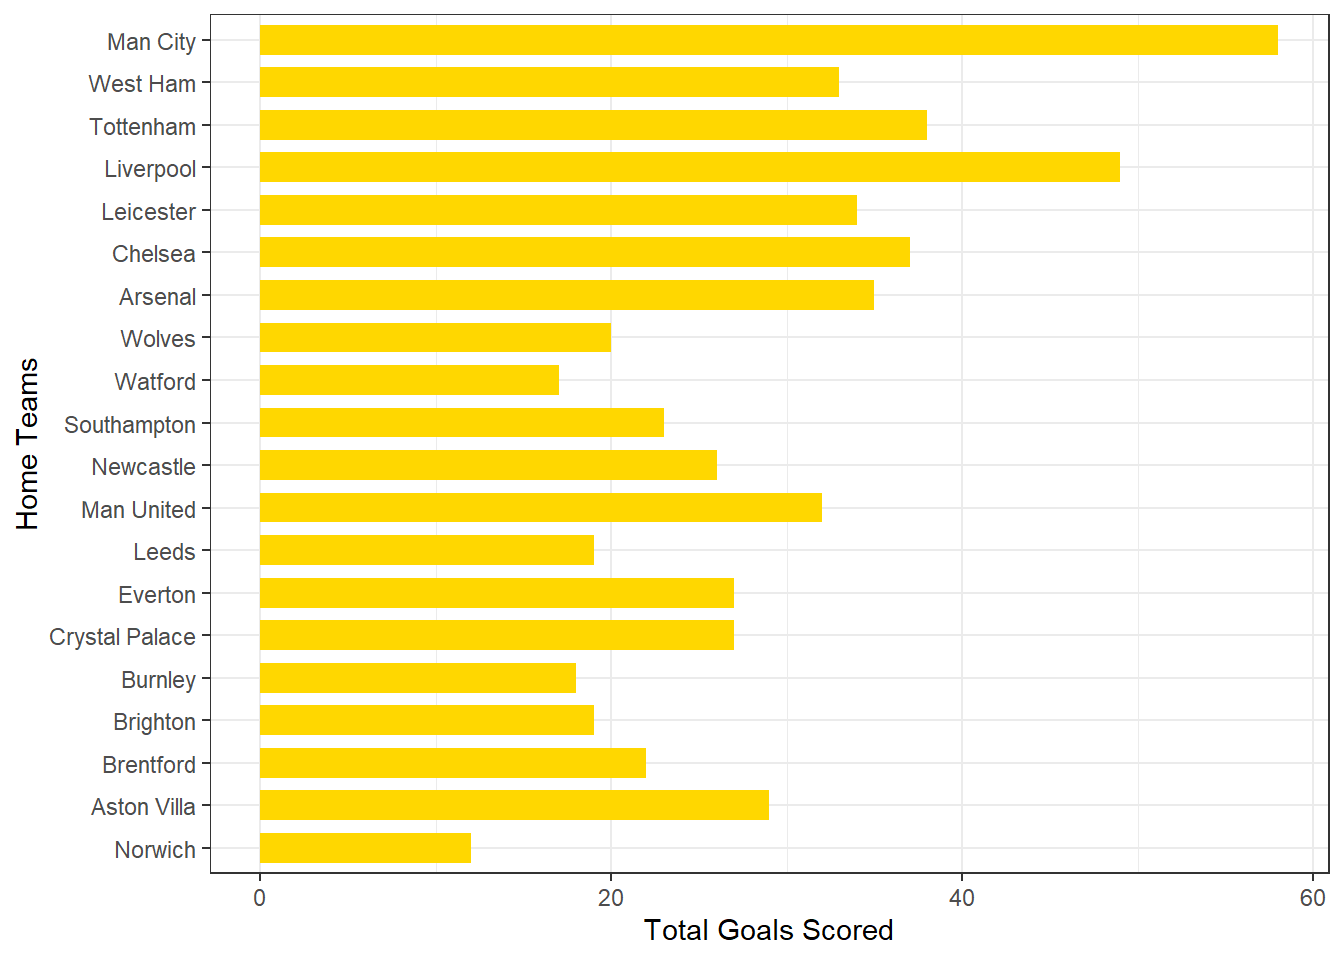 Man City
West Ham
Tottenham
Liverpool
Leicester
Chelsea
Arsenal
Wolves
Watford
Southampton
Newcastle
Man United
Leeds
Everton
Crystal Palace
Burnley
Brighton
Brentford
Aston Villa
Norwich
Home Teams
0 20 40 60
Total Goals Scored